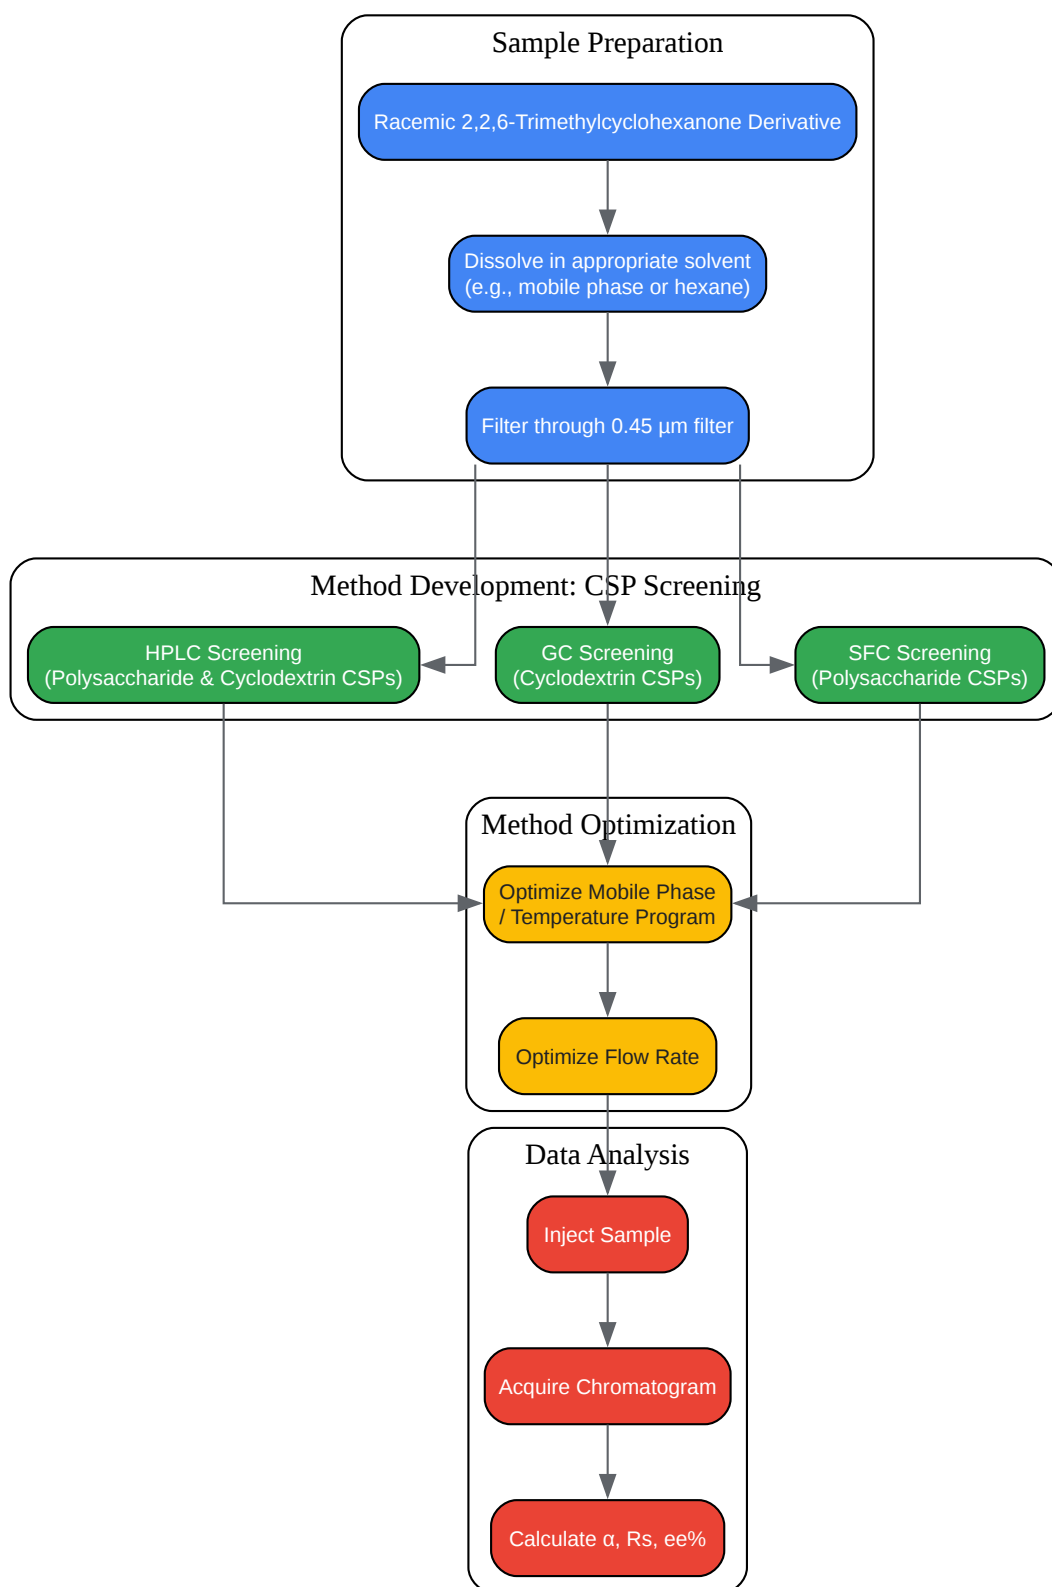 Sample Preparation
Racemic 2,2,6-Trimethylcyclohexanone Derivative
Dissolve in appropriate solvent
(e.g., mobile phase or hexane)
Filter through 0.45 µm filter
Method Development: CSP Screening
HPLC Screening
(Polysaccharide & Cyclodextrin CSPs)
GC Screening
(Cyclodextrin CSPs)
SFC Screening
(Polysaccharide CSPs)
Method Optimization
Optimize Mobile Phase
/ Temperature Program
Optimize Flow Rate
Data Analysis
Inject Sample
Acquire Chromatogram
Calculate α, Rs, ee%